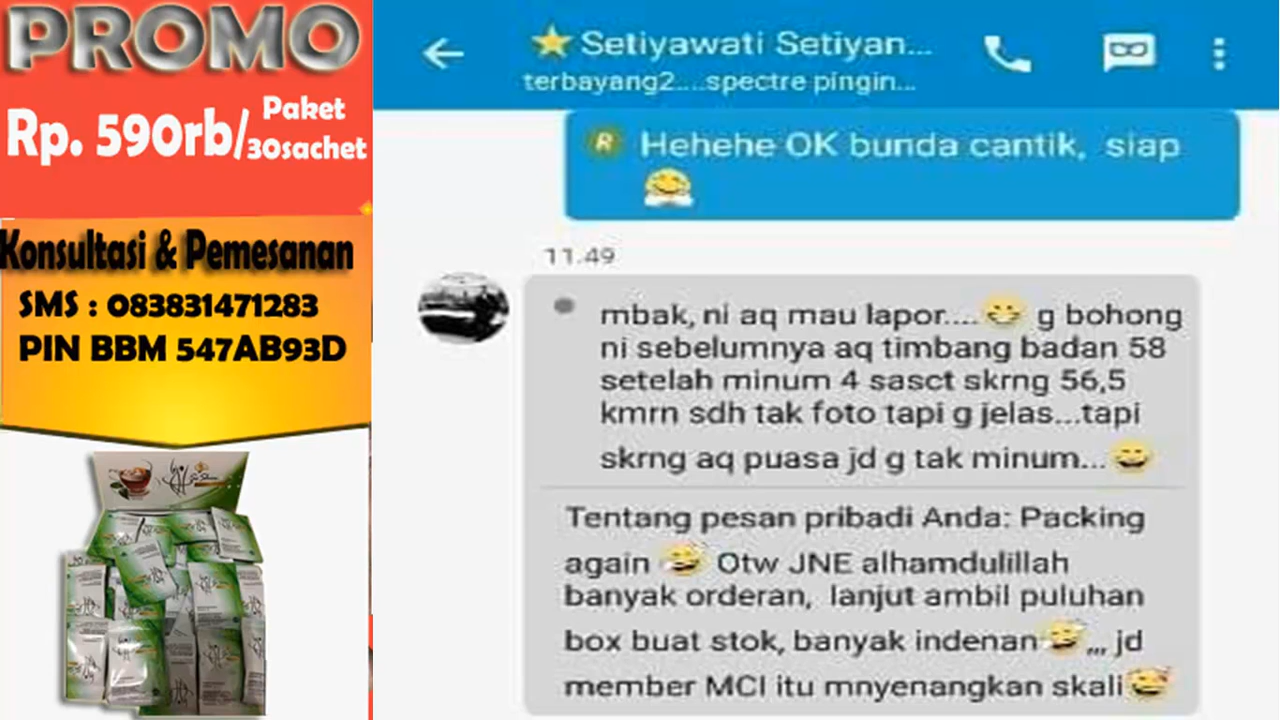 PROMO
Rp. 590rb/
Paket
30sachet
Konsultasi & Pemesanan
SMS : 083831471283
PIN BBM 547AB93D
Setiyawati Setiyan...
terbayang2....spectre pingin...
R Hehehe OK bunda cantik, siap
11.49
mbak, ni aq mau lapor.... g bohong
ni sebelumnya aq timbang badan 58
setelah minum 4 sasct skrng 56,5
kmrn sdh tak foto tapi g jelas...tapi
skrng aq puasa jd g tak minum...
Tentang pesan pribadi Anda: Packing
again 😅 Otw JNE alhamdulillah
banyak orderan, lanjut ambil puluhan
box buat stok, banyak indenan😅,,, jd
member MCI itu mnyenangkan skali😅